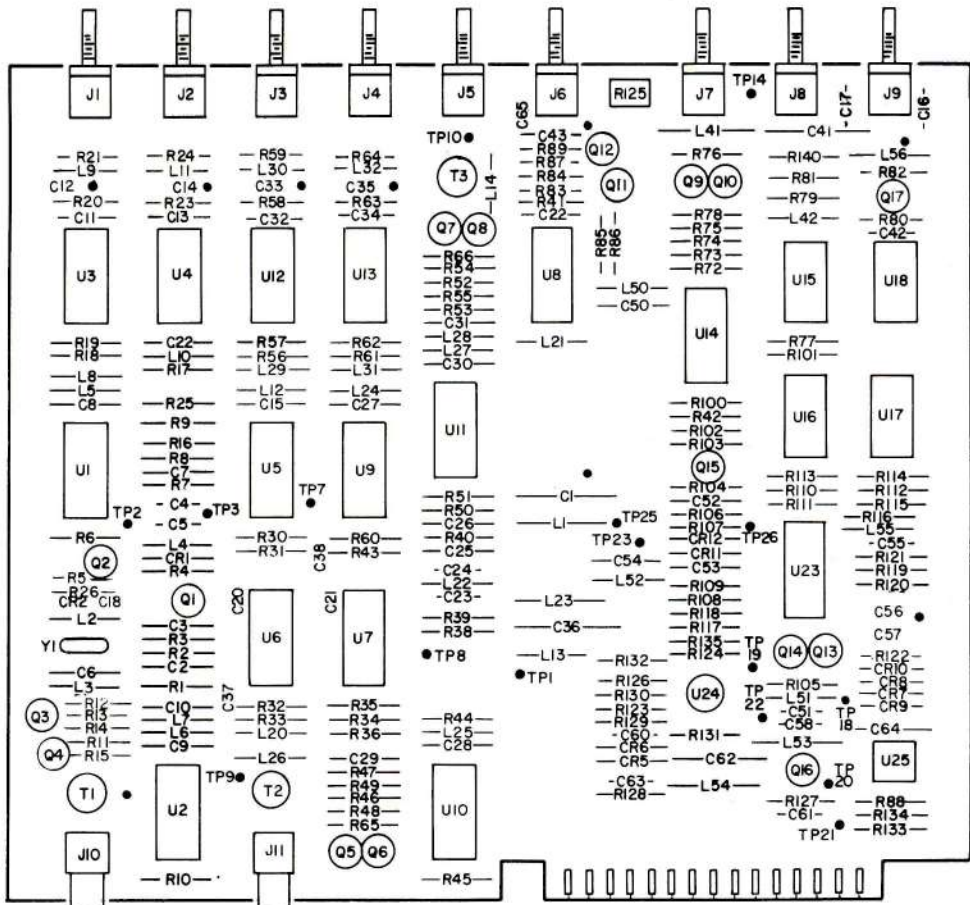 J1 J2 J3 J4 J5 J6 R125 J7 TP14 J8 -C17- J9 -C16-
TP10 C65 C43 L41 C41
R21 R24 R59 R64 R89 Q12 R76 R140 L56
L9 L11 L30 L32 T3 L14 R87 R81 R82
C12 C14 C33 C35 R84 Q11 Q9 Q10
R20 R23 R58 R63 R83 R79 Q17
C11 C13 C32 C34 R41
Q7 Q8 C22 R78 L42 R80
R85 R86 R75 C42
R66 R74
R54 R73
U3 U4 U12 U13 R52 U8 R72 U15 U18
R55 L50
R53 C50
C31 U14
R19 C22 R57 R62 L28 L21 R77
R18 L10 R56 R61 L27 R101
R17 L29 L31 C30
L8
L5 L12 L24
C8 R25 C15 C27 R100
R9 U11 R42 U16 U17
R16 R102
R8 R103
U1 C7 U5 U9 Q15
R7 R113 R114
R104 R110 R112
C4 TP7 R51 C1 C52 R111 R115
TP3 R50 R106 R116
TP2 C5 C26 L1 TP25 R107 L55
R6 R30 R60 R40 TP23 CR12 TP26 C55
L4 R31 C38 R43 C25 CR11 R121
Q2 CR1 C54 C53 U23 R119
R4 C24 L52 R120
R5 L22 R109
R26 C23 R108
CR2 C18 Q1 C20 C21 L23 R118 C56
L2 C3 R39 C36 R117
R3 U6 U7 R38 R135 C57
Y1 R2 TP8 L13 R124 TP19 Q14 Q13 R122
C2 R132 CR10
C6 TP1 R126 CR8
L3 R1 C37 R130 U24 R105 CR7
R12 C10 R32 R35 R123 TP22 L51 CR9
Q3 R13 L7 R33 R34 R44 R129 C51 TP18
R14 L6 L20 R36 L25 C60 R131 C58 C64
R11 C9 C28 CR6 L53
Q4 R15 L26 C29 CR5 C62 U25
R47 Q16 TP20
TP9 R49 C63 L54
T1 T2 R46 R128 R127 R88
U2 R48 U10 C61 R134
R65 TP21 R133
J10 J11 Q5 Q6
R10 R45